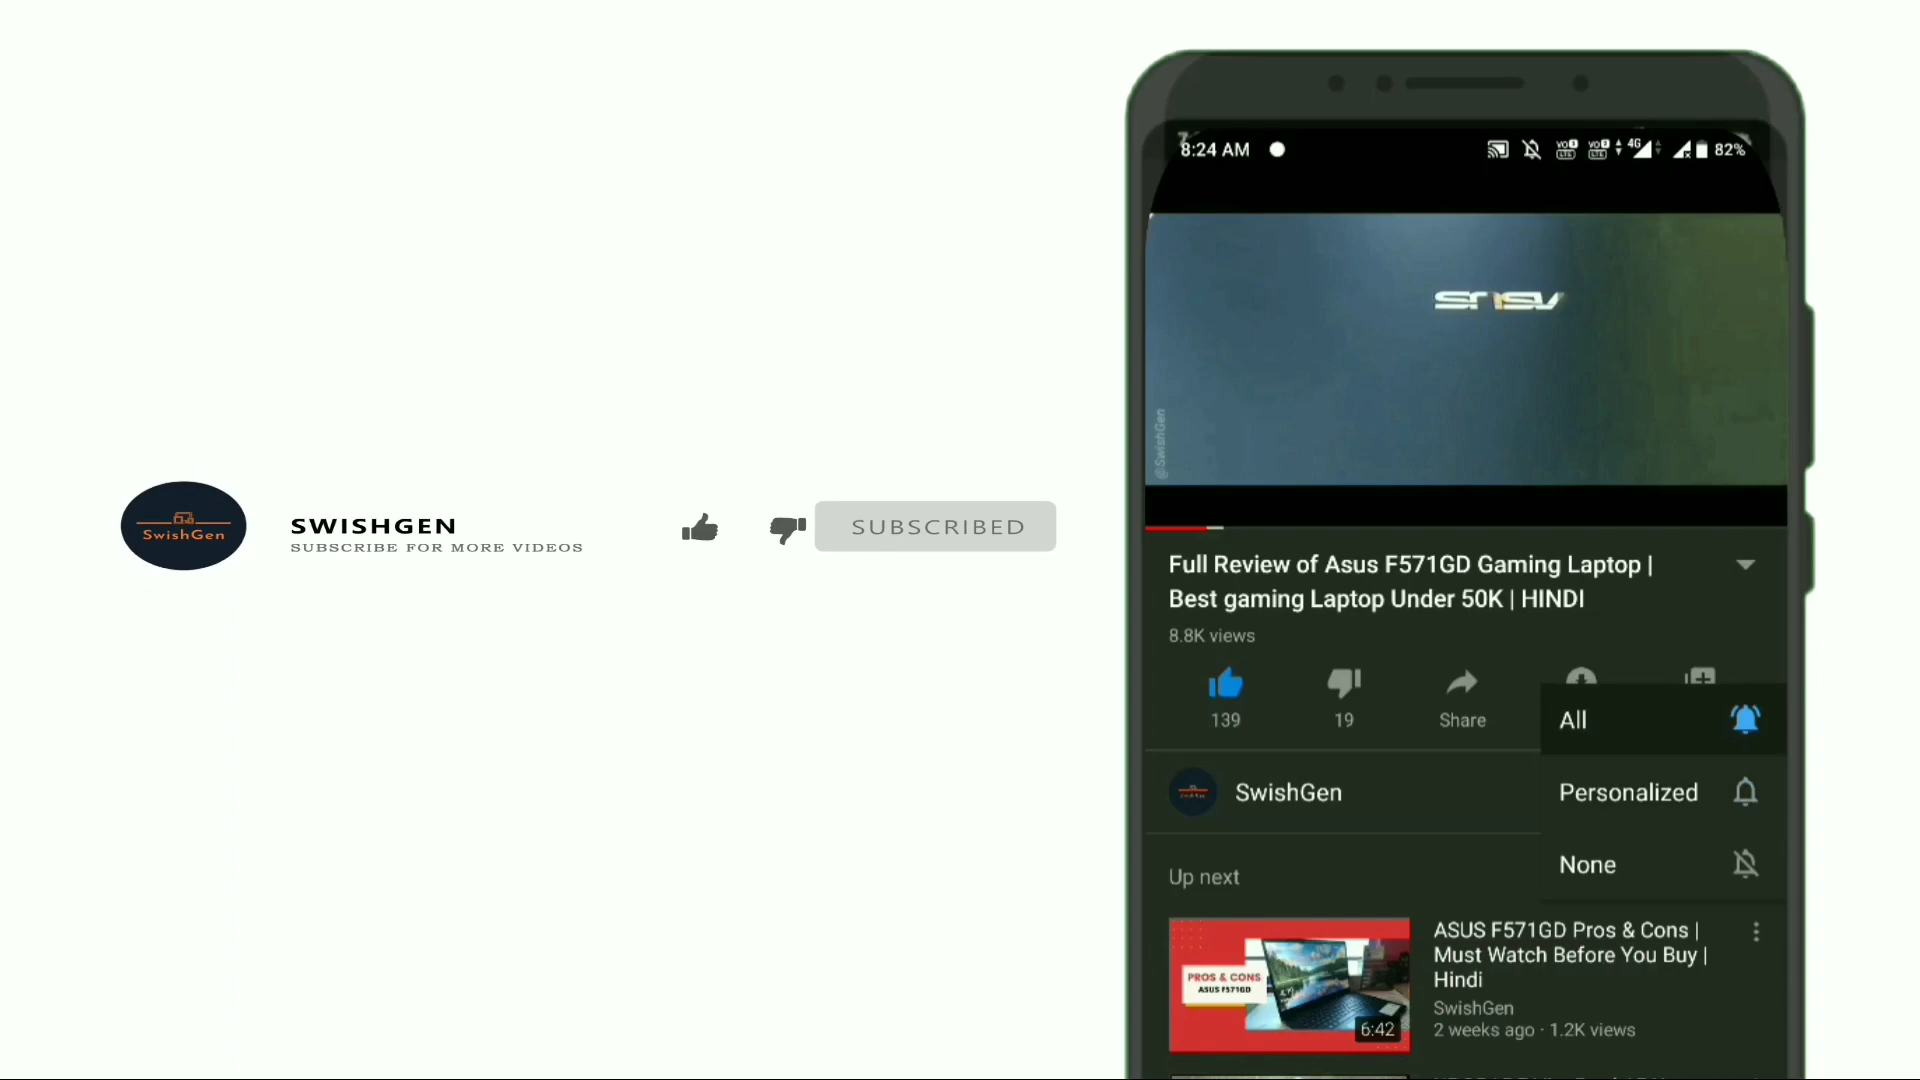 SwishGen
SWISHGEN
SUBSCRIBE FOR MORE VIDEOS
SUBSCRIBED
8:24 AM
4G
82%
@SwishGen
Full Review of Asus F571GD Gaming Laptop |
Best gaming Laptop Under 50K | HINDI
8.8K views
139
19
Share
All
Personalized
None
SwishGen
Up next
PROS & CONS
ASUS F571GD
6:42
ASUS F571GD Pros & Cons |
Must Watch Before You Buy |
Hindi
SwishGen
2 weeks ago · 1.2K views